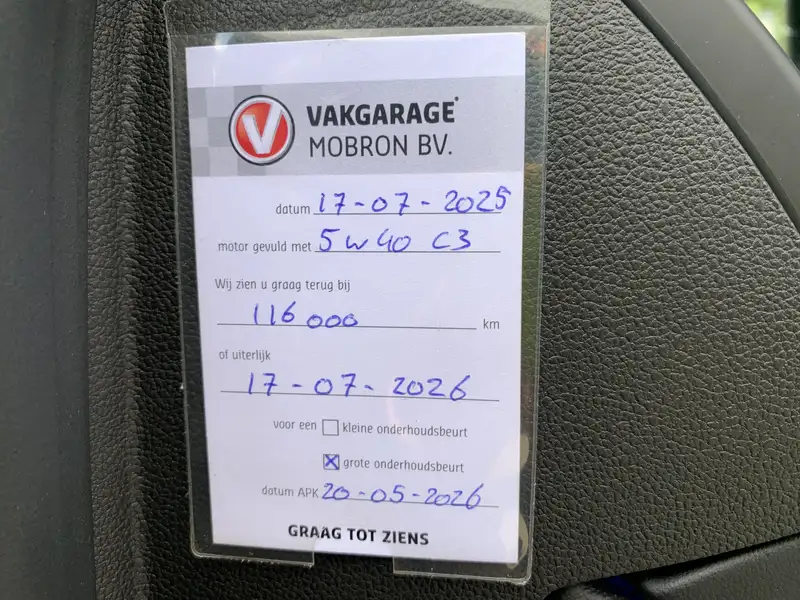 V VAKGARAGE®
MOBRON BV.
datum 17-07-2025
motor gevuld met 5w40 C3
Wij zien u graag terug bij
116 000 km
of uiterlijk
17-07-2026
voor een kleine onderhoudsbeurt
grote onderhoudsbeurt
datum APK 20-05-2026
GRAAG TOT ZIENS